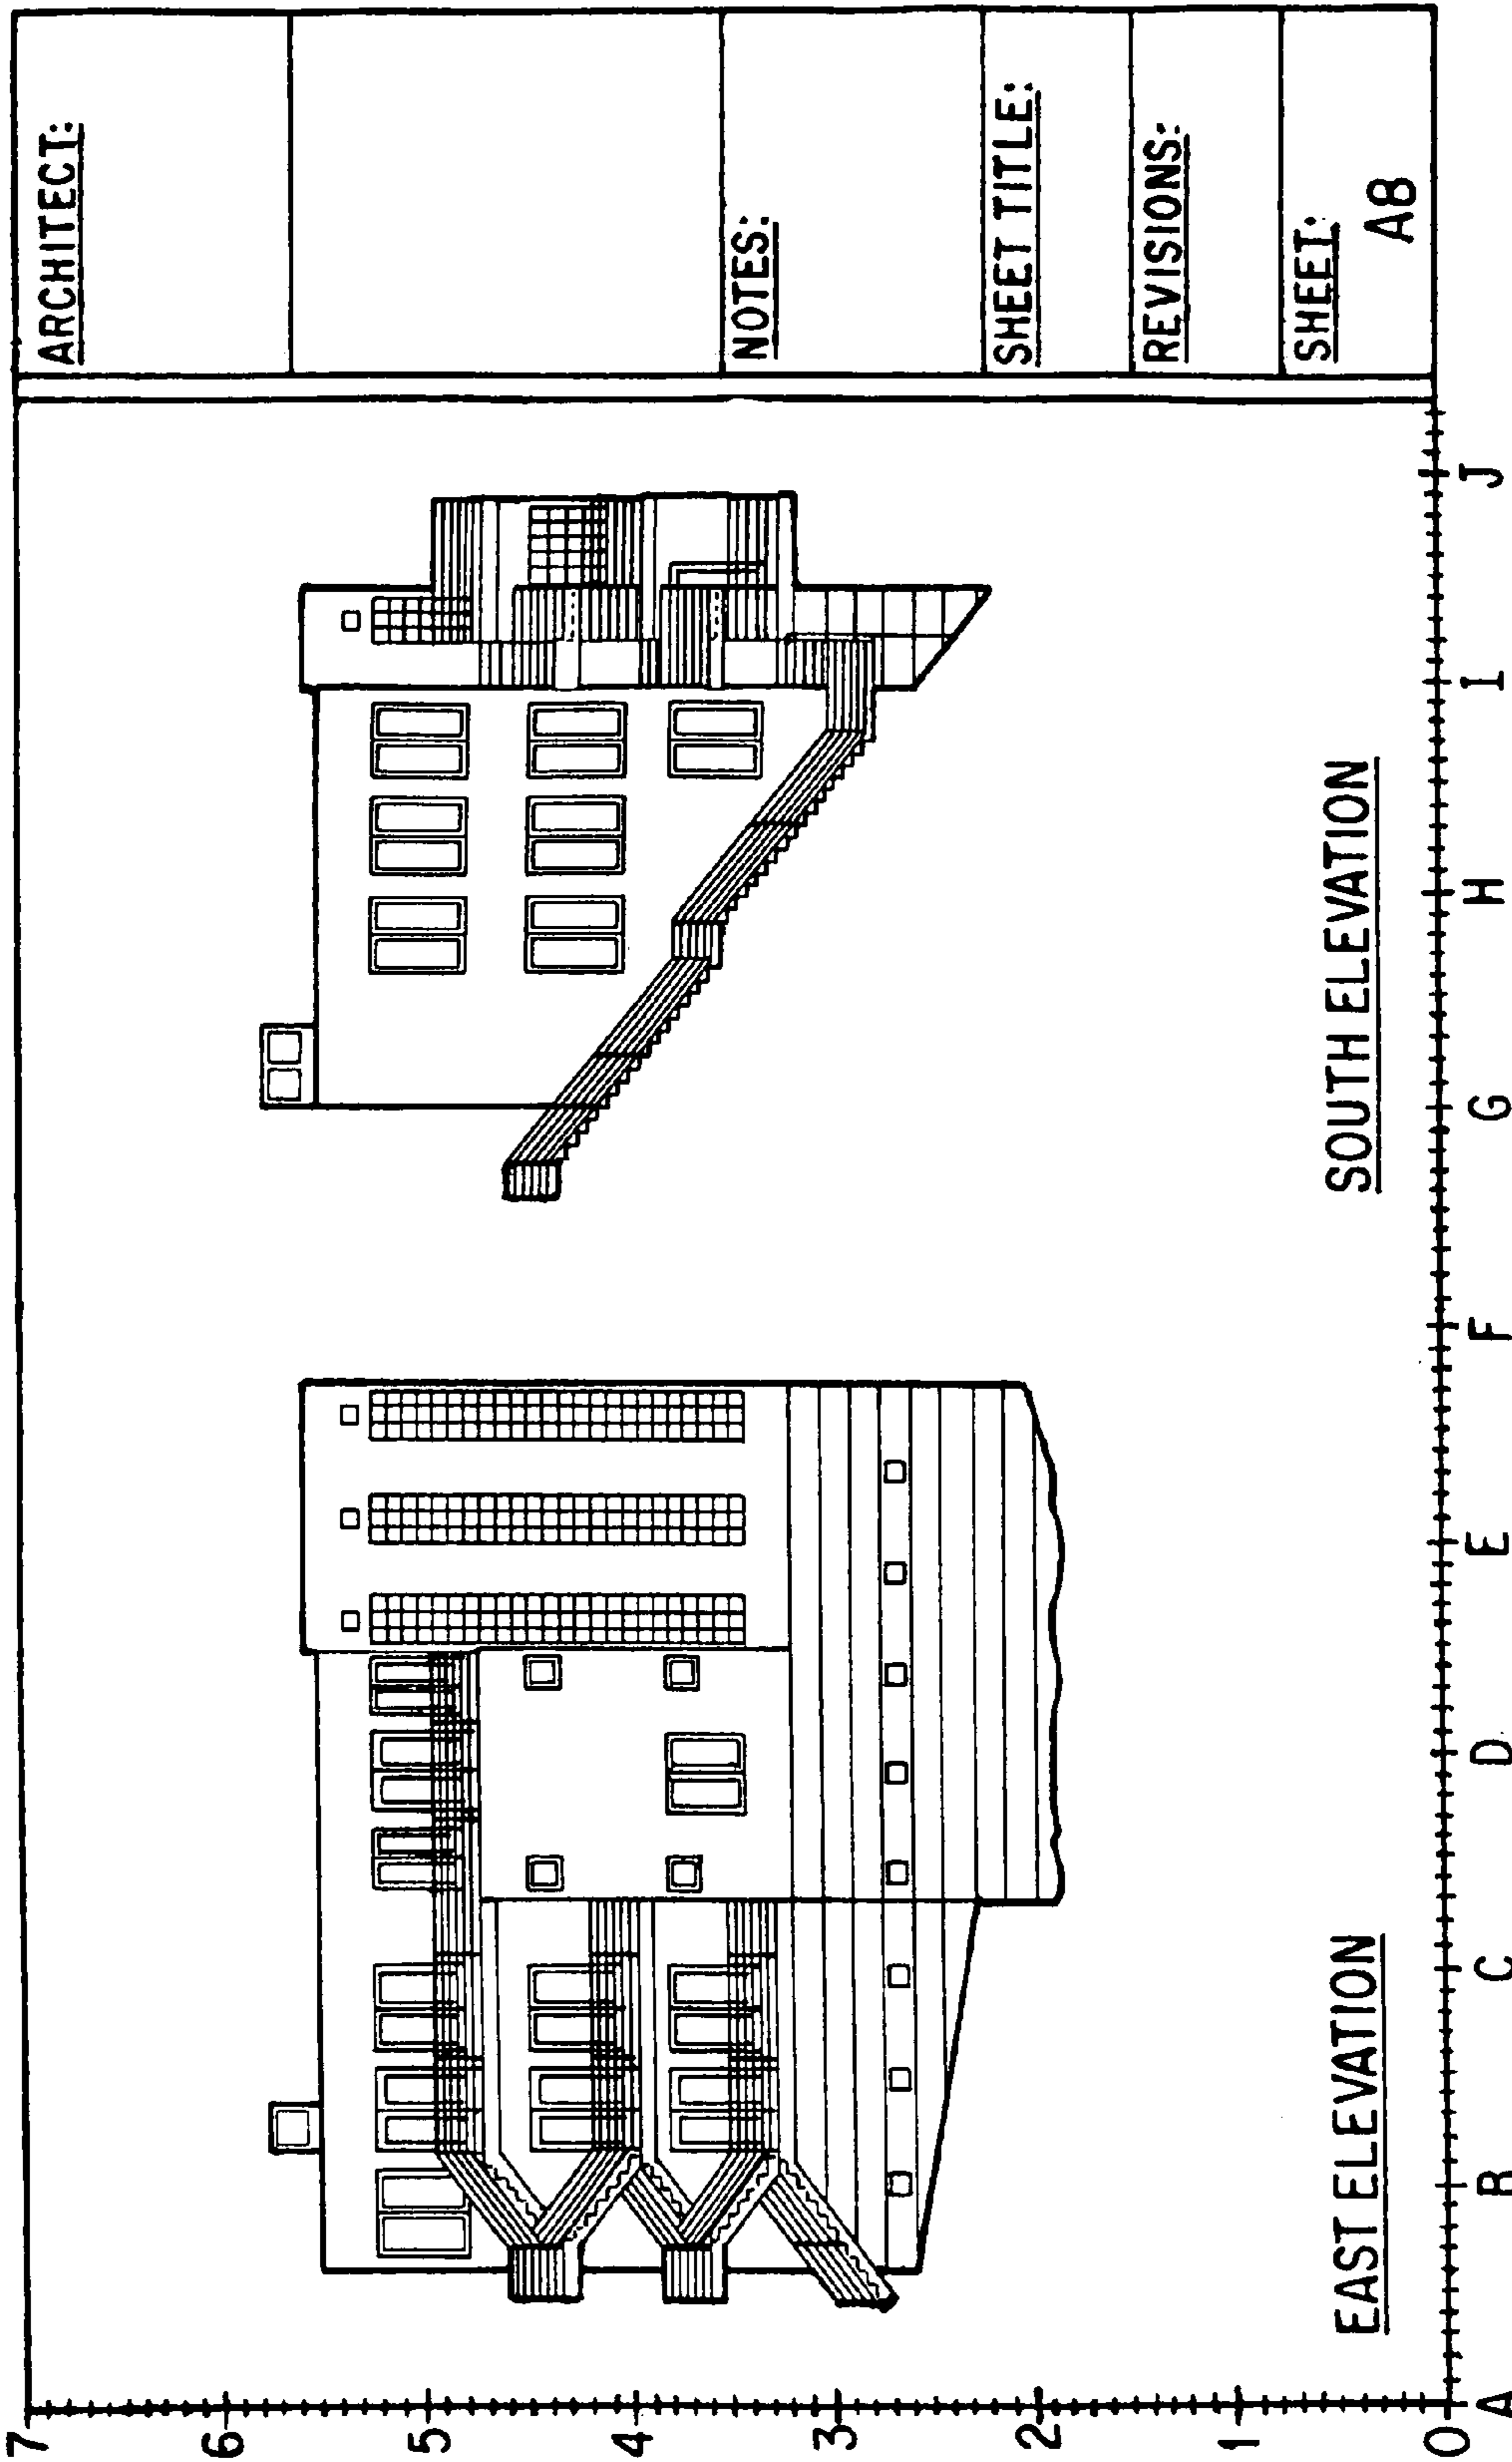 ARCHITECT:
NOTES:
SHEET TITLE:
REVISIONS:
SHEET:
A8
7
6
5
4
3
2
1
0
EAST ELEVATION
SOUTH ELEVATION
A B C D E F G H I J